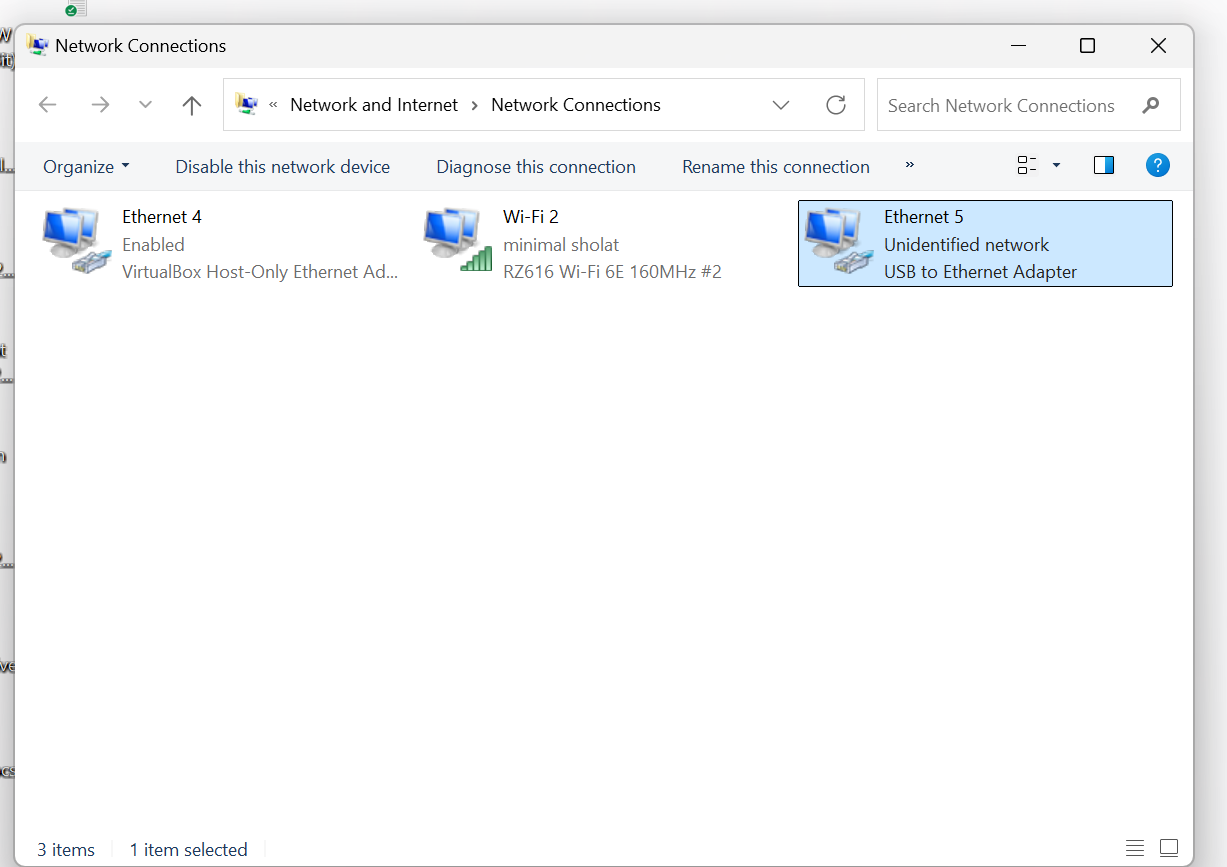 Network Connections
« Network and Internet › Network Connections
Search Network Connections
Organize
Disable this network device
Diagnose this connection
Rename this connection
»
?
Ethernet 4
Enabled
VirtualBox Host-Only Ethernet Ad...
Wi-Fi 2
minimal sholat
RZ616 Wi-Fi 6E 160MHz #2
Ethernet 5
Unidentified network
USB to Ethernet Adapter
3 items
1 item selected